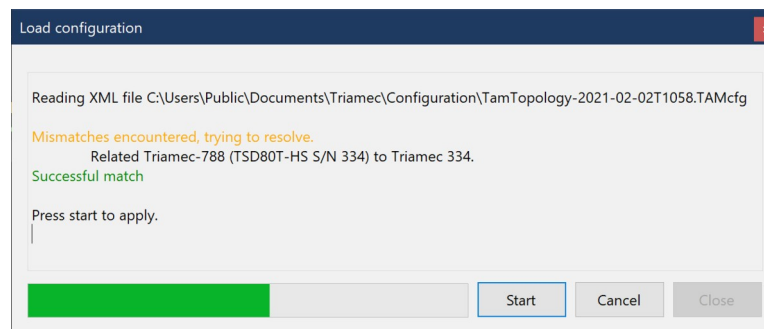 Load configuration
Reading XML file C:\Users\Public\Documents\Triamec\Configuration\TamTopology-2021-02-02T1058.TAMcfg
Mismatches encountered, trying to resolve.
Related Triamec-788 (TSD80T-HS S/N 334) to Triamec 334.
Successful match
Press start to apply.
Start
Cancel
Close